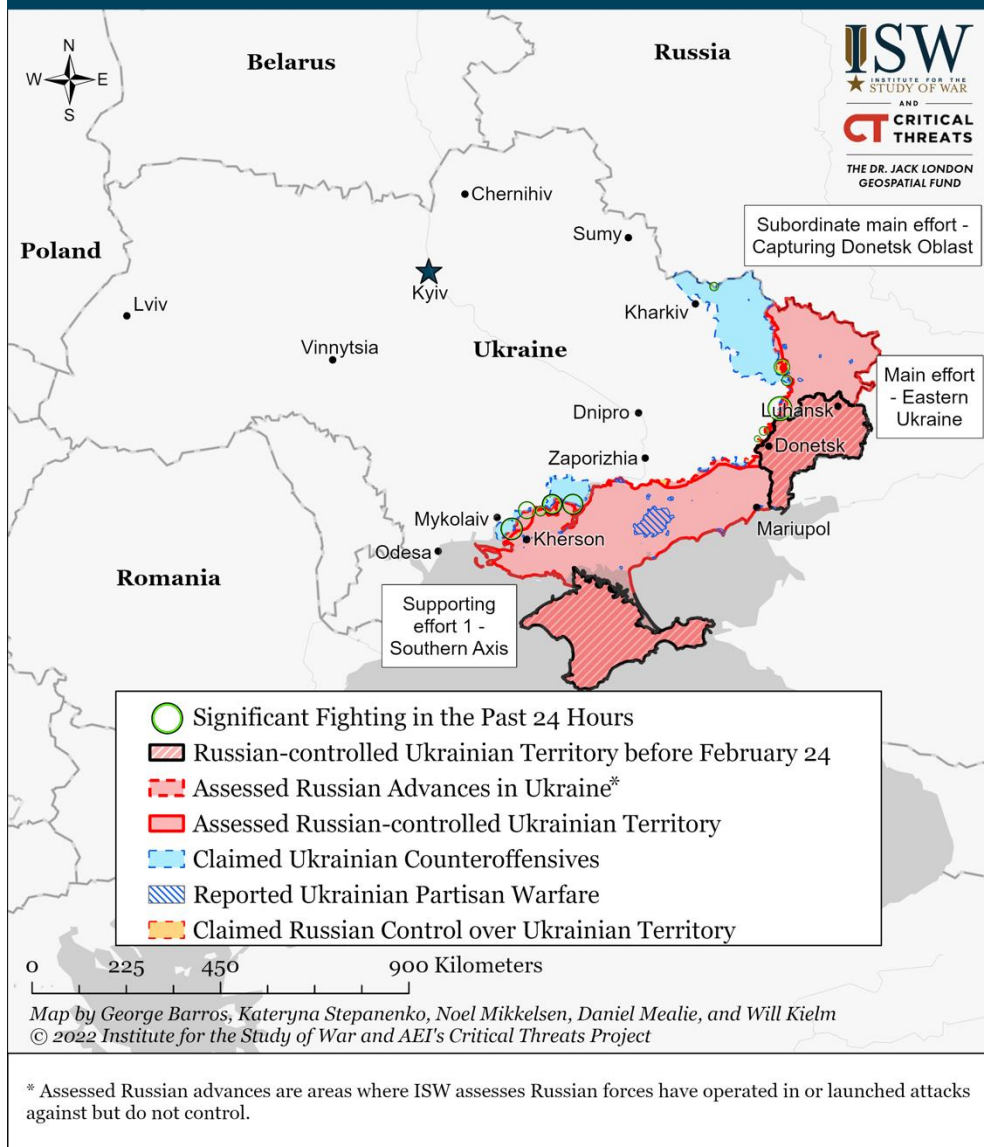 N
W
E
S
Belarus
Russia
ISW
INSTITUTE FOR THE
STUDY OF WAR
AND
CT CRITICAL
THREATS
THE DR. JACK LONDON
GEOSPATIAL FUND
Chernihiv
Sumy
Subordinate main effort -
Capturing Donetsk Oblast
Poland
Kyiv
Lviv
Kharkiv
Vinnytsia
Ukraine
Main effort
- Eastern
Ukraine
Dnipro
Luhansk
Donetsk
Zaporizhia
Mykolaiv
Mariupol
Kherson
Odesa
Romania
Supporting
effort 1 -
Southern Axis
Significant Fighting in the Past 24 Hours
Russian-controlled Ukrainian Territory before February 24
Assessed Russian Advances in Ukraine*
Assessed Russian-controlled Ukrainian Territory
Claimed Ukrainian Counteroffensives
Reported Ukrainian Partisan Warfare
Claimed Russian Control over Ukrainian Territory
0 225 450 900 Kilometers
Map by George Barros, Kateryna Stepanenko, Noel Mikkelsen, Daniel Mealie, and Will Kielm
© 2022 Institute for the Study of War and AEI's Critical Threats Project
* Assessed Russian advances are areas where ISW assesses Russian forces have operated in or launched attacks
against but do not control.